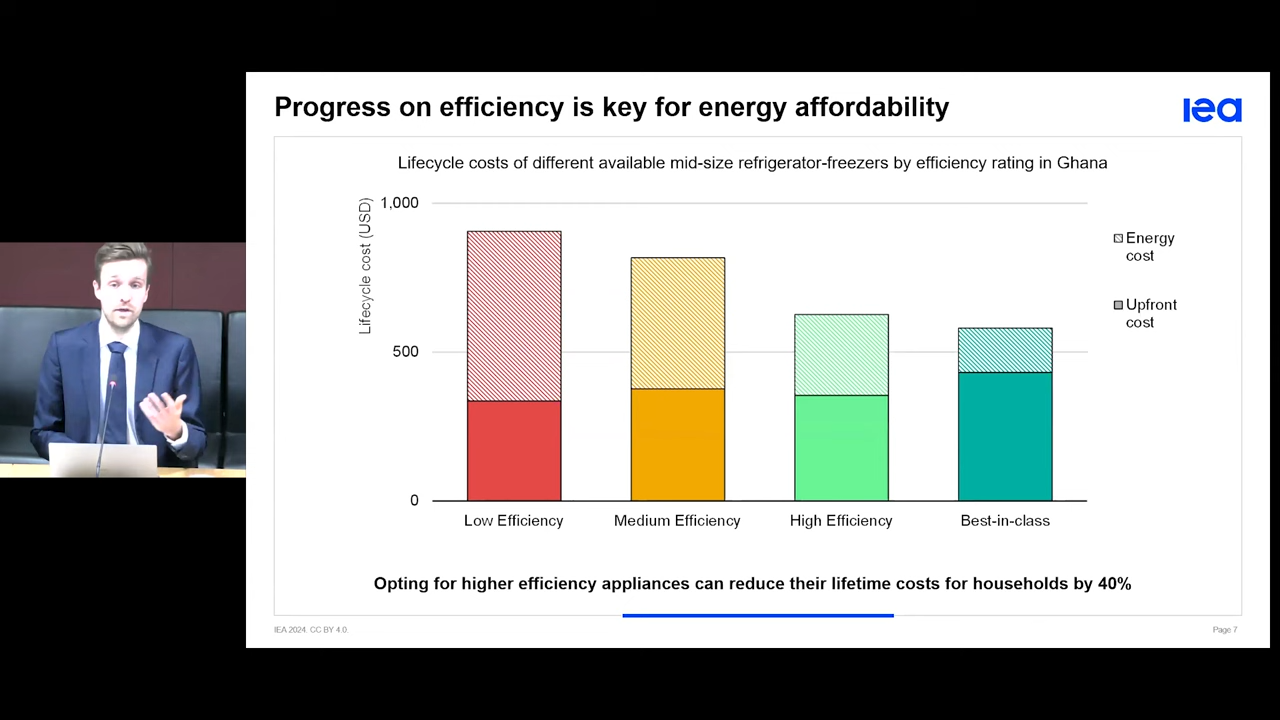 Progress on efficiency is key for energy affordability
iea
Lifecycle costs of different available mid-size refrigerator-freezers by efficiency rating in Ghana
Lifecycle cost (USD)
1,000
500
0
Energy
cost
Upfront
cost
Low Efficiency
Medium Efficiency
High Efficiency
Best-in-class
Opting for higher efficiency appliances can reduce their lifetime costs for households by 40%
IEA 2024. CC BY 4.0.
Page 7